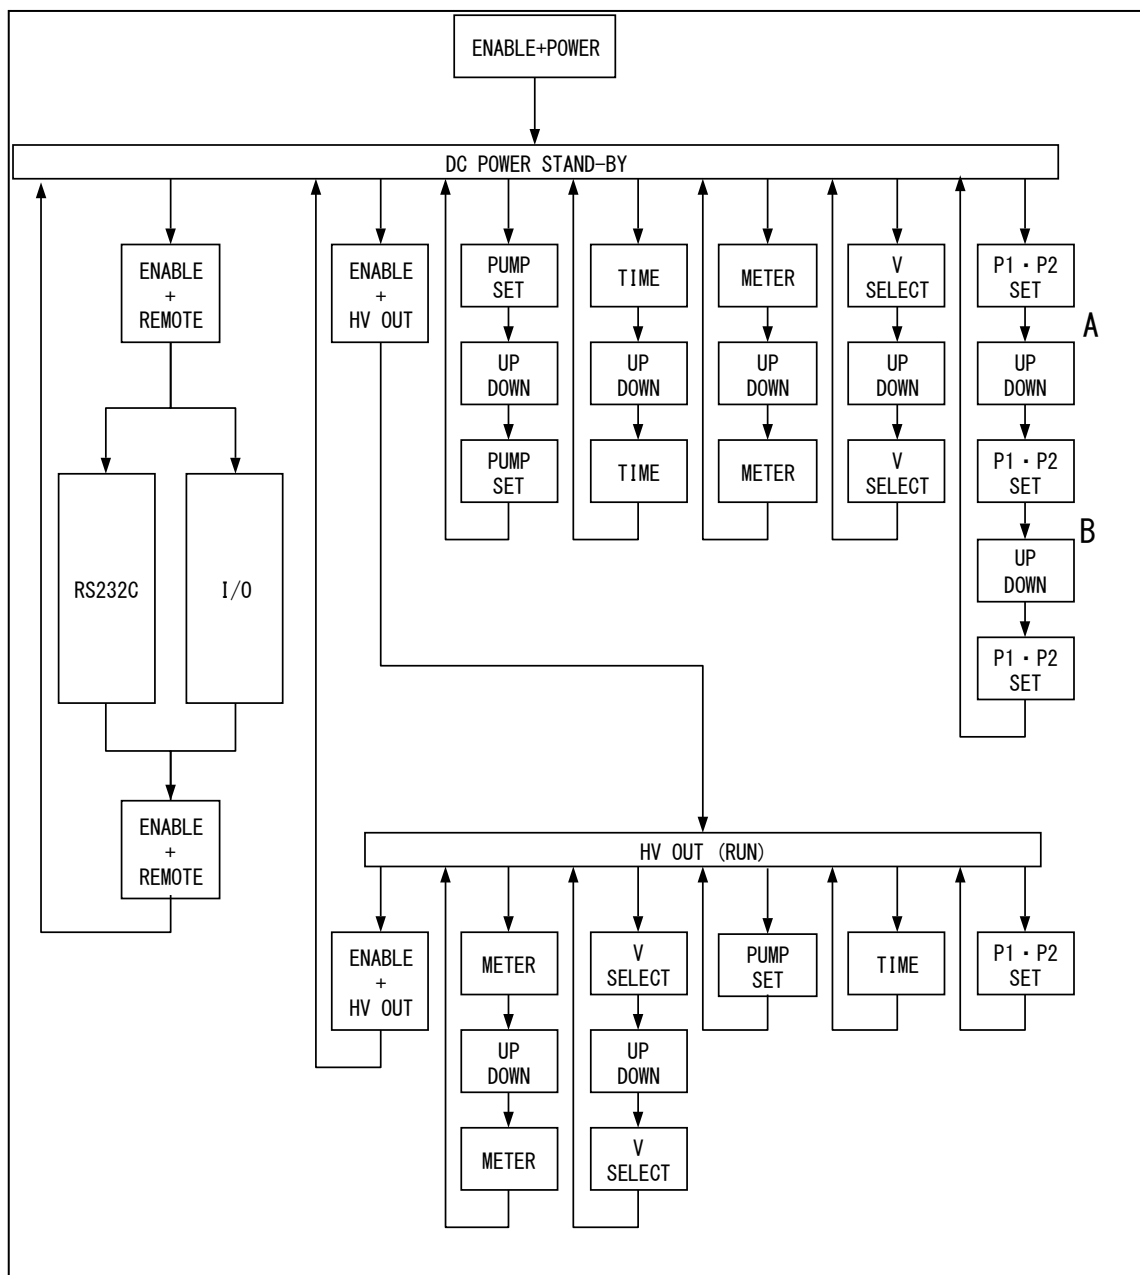 ENABLE+POWER
DC POWER STAND-BY
ENABLE
+
REMOTE
ENABLE
+
HV OUT
PUMP
SET
TIME
METER
V
SELECT
P1・P2
SET
A
UP
DOWN
UP
DOWN
UP
DOWN
UP
DOWN
UP
DOWN
PUMP
SET
TIME
METER
V
SELECT
P1・P2
SET
B
RS232C
I/O
UP
DOWN
P1・P2
SET
ENABLE
+
REMOTE
HV OUT (RUN)
ENABLE
+
HV OUT
METER
V
SELECT
PUMP
SET
TIME
P1・P2
SET
UP
DOWN
UP
DOWN
METER
V
SELECT